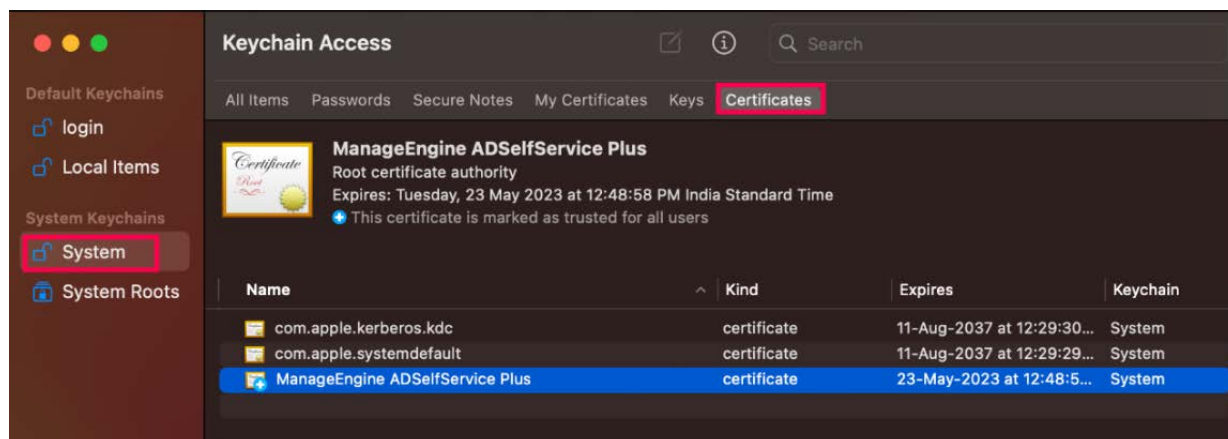 Keychain Access
Search
Default Keychains
login
Local Items
System Keychains
System
System Roots
All Items Passwords Secure Notes My Certificates Keys Certificates
Certificate
Root
ManageEngine ADSelfService Plus
Root certificate authority
Expires: Tuesday, 23 May 2023 at 12:48:58 PM India Standard Time
This certificate is marked as trusted for all users
Name Kind Expires Keychain
com.apple.kerberos.kdc certificate 11-Aug-2037 at 12:29:30... System
com.apple.systemdefault certificate 11-Aug-2037 at 12:29:29... System
ManageEngine ADSelfService Plus certificate 23-May-2023 at 12:48:5... System